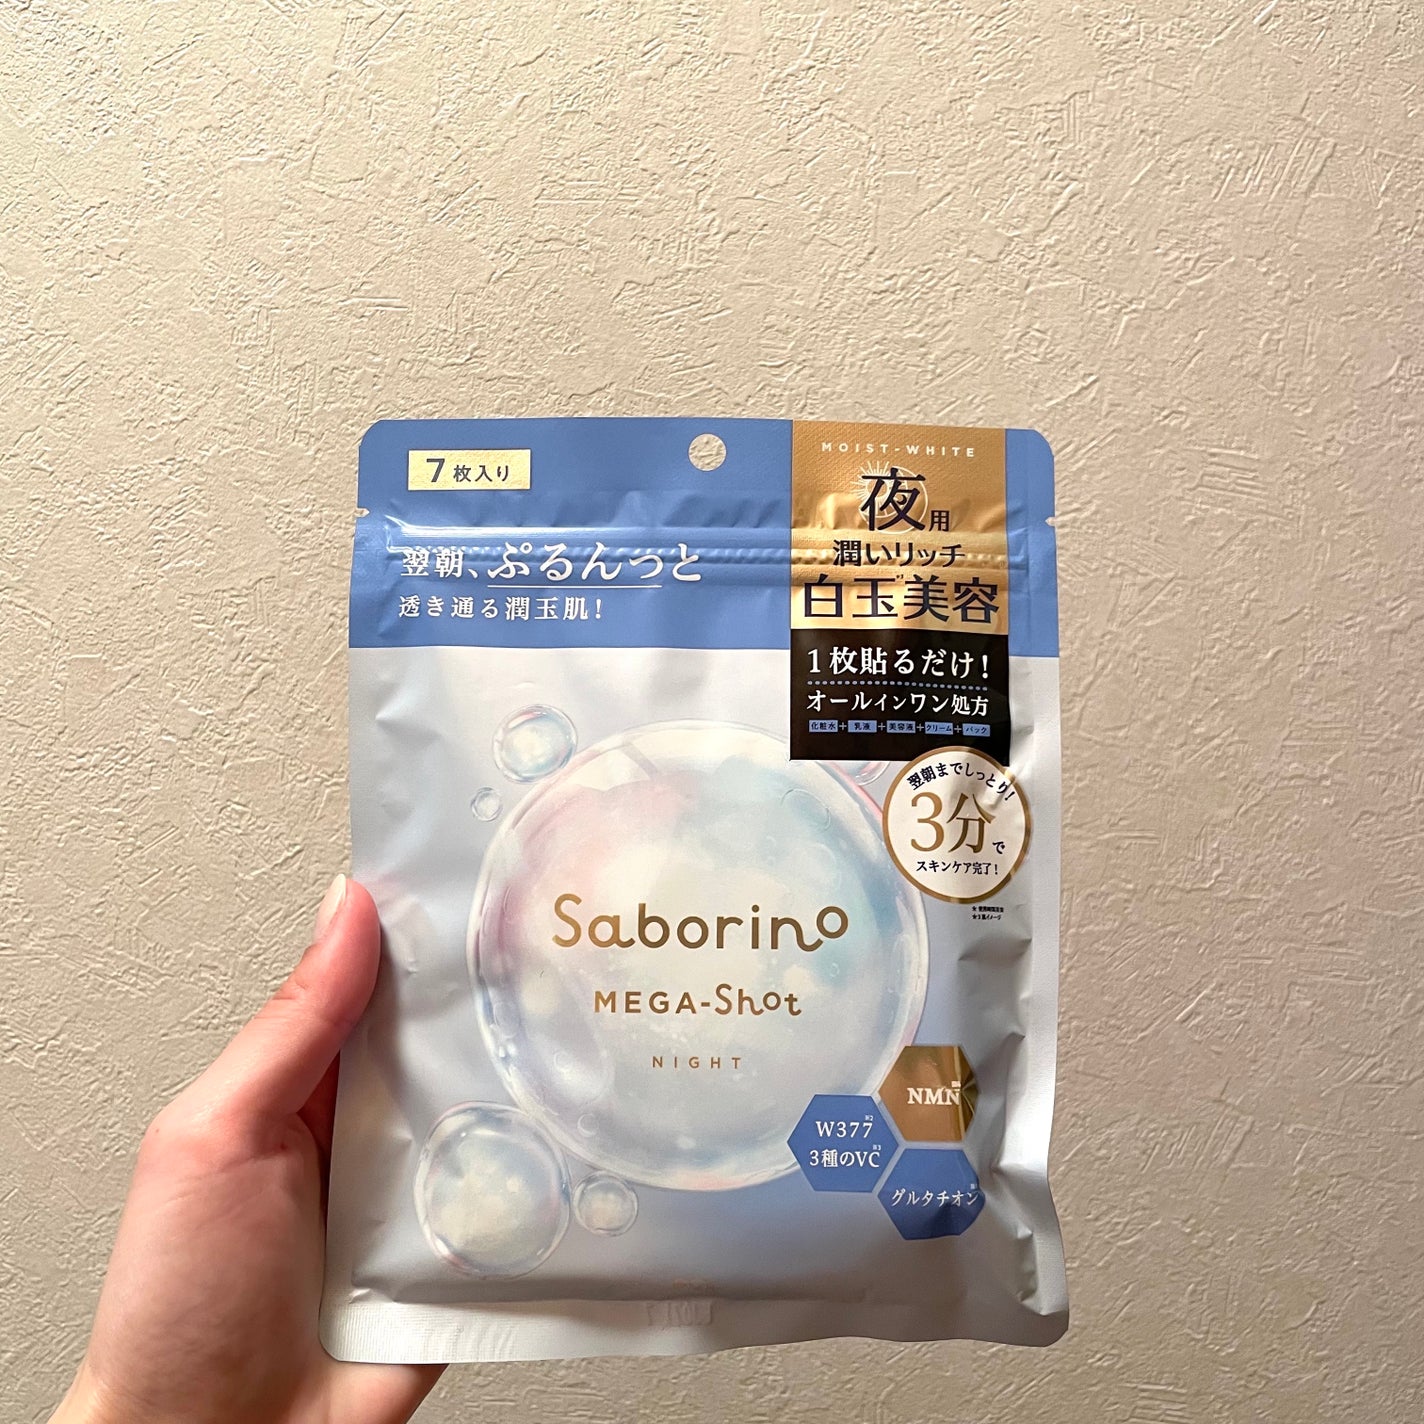 7枚入り
翌朝、ぷるんっと
透き通る潤玉肌!
MOIST-WHITE
夜用
潤いリッチ
白玉美容
1枚貼るだけ!
オールインワン処方
化粧水+乳液+美容液+クリーム+パック
翌朝までしっとり!
3分で
スキンケア完了!
Saborino
MEGA-Shot
NIGHT
NMN
W377
3種のVC
グルタチオン